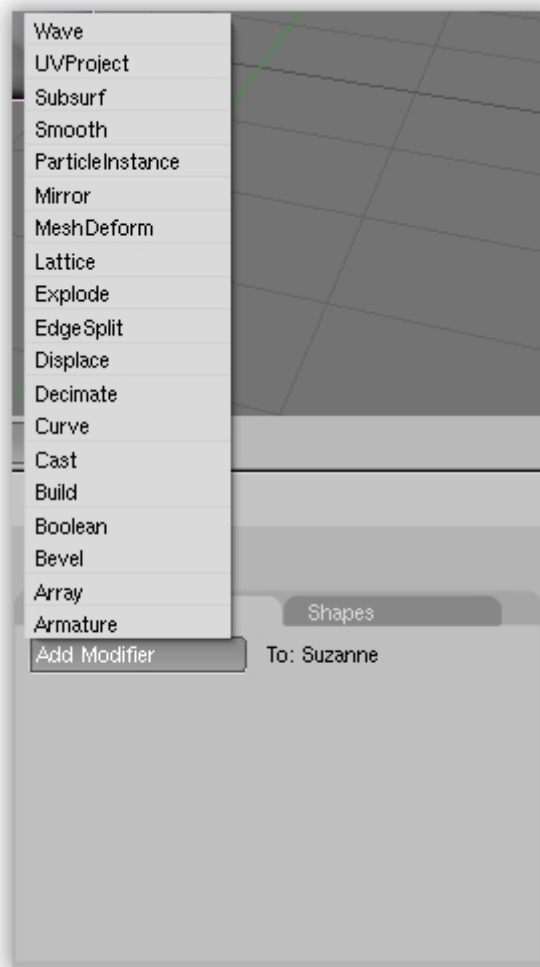 Wave
UVProject
Subsurf
Smooth
ParticleInstance
Mirror
MeshDeform
Lattice
Explode
EdgeSplit
Displace
Decimate
Curve
Cast
Build
Boolean
Bevel
Array
Armature
Shapes
Add Modifier To: Suzanne